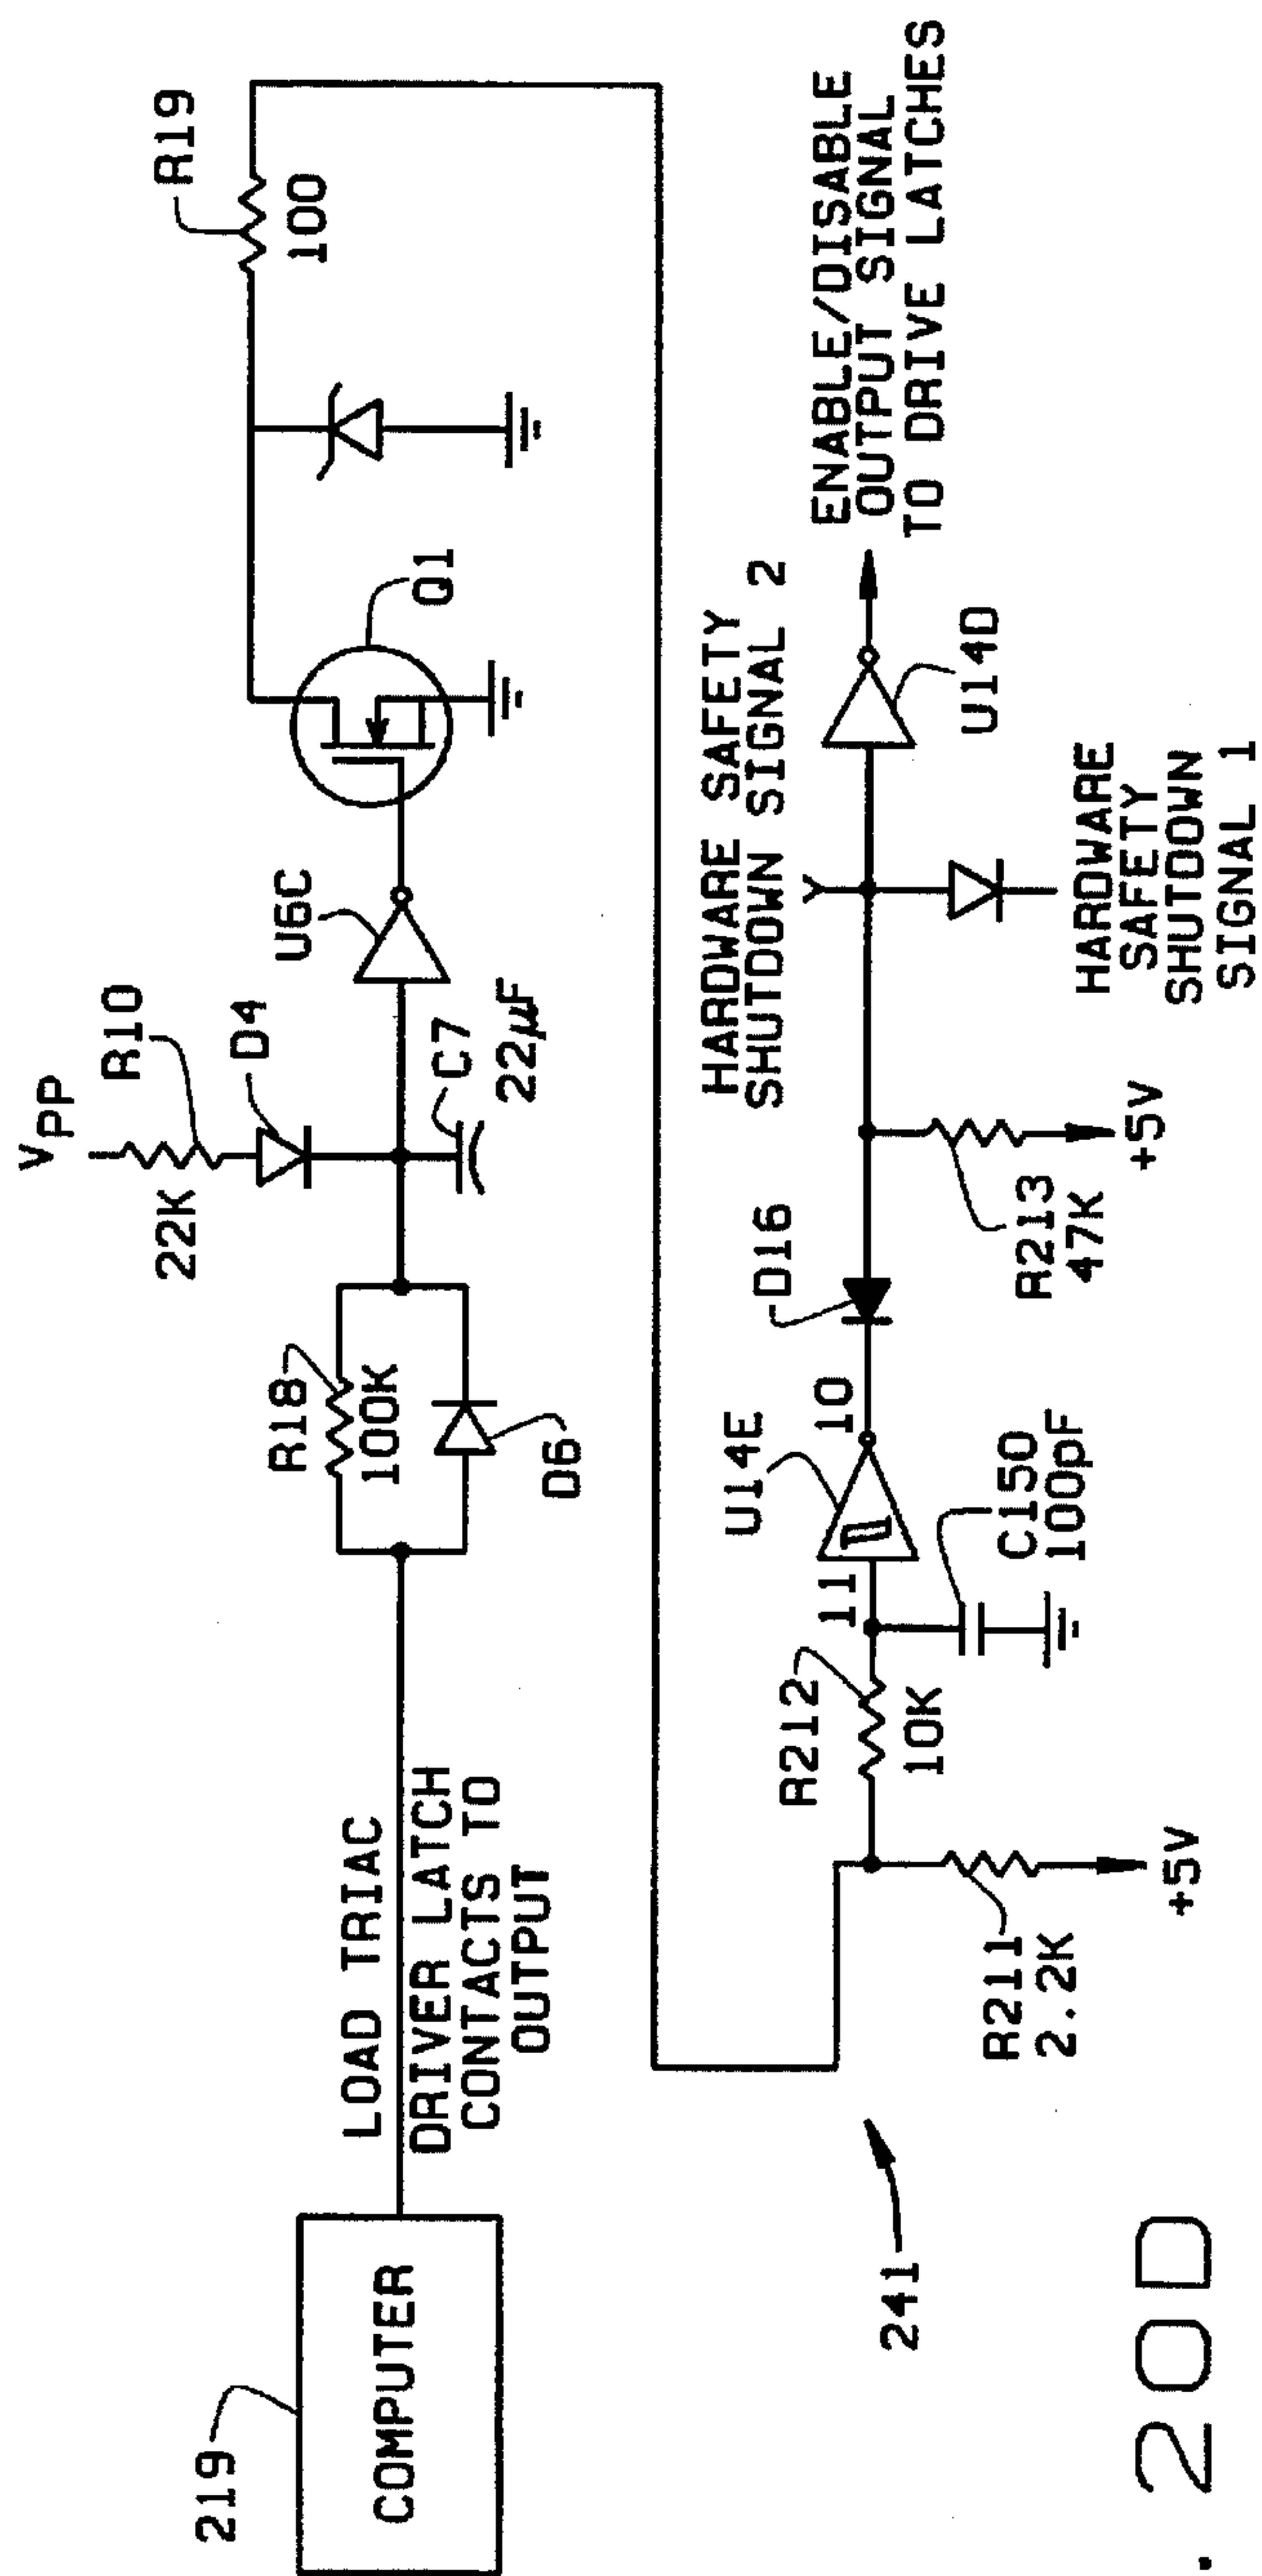 219
COMPUTER
LOAD TRIAC
DRIVER LATCH
CONTACTS TO
OUTPUT
R18
100K
D6
VPP
R10
22K
D4
C7
22µF
U6C
Q1
R19
100
241
R211
2.2K
+5V
R212
10K
11
U14E
10
C150
100pF
D16
R213
47K
+5V
HARDWARE SAFETY
SHUTDOWN SIGNAL 2
Y
HARDWARE
SAFETY
SHUTDOWN
SIGNAL 1
U14D
ENABLE/DISABLE
OUTPUT SIGNAL
TO DRIVE LATCHES
. 20D